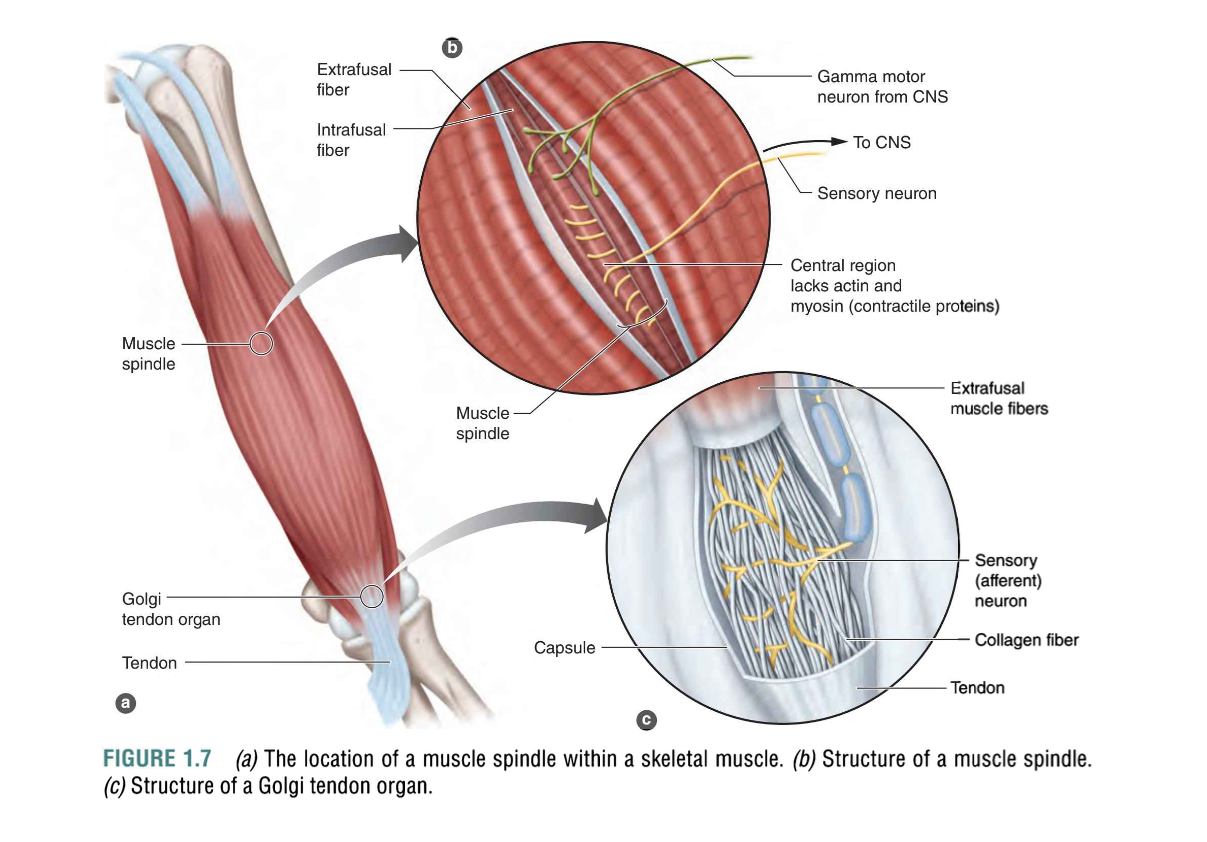 b
Extrafusal
fiber
Intrafusal
fiber
Gamma motor
neuron from CNS
To CNS
Sensory neuron
Central region
lacks actin and
myosin (contractile proteins)
Muscle
spindle
Muscle
spindle
Extrafusal
muscle fibers
Golgi
tendon organ
Tendon
a
Sensory
(afferent)
neuron
Capsule
Collagen fiber
Tendon
c
FIGURE 1.7 (a) The location of a muscle spindle within a skeletal muscle. (b) Structure of a muscle spindle.
(c) Structure of a Golgi tendon organ.